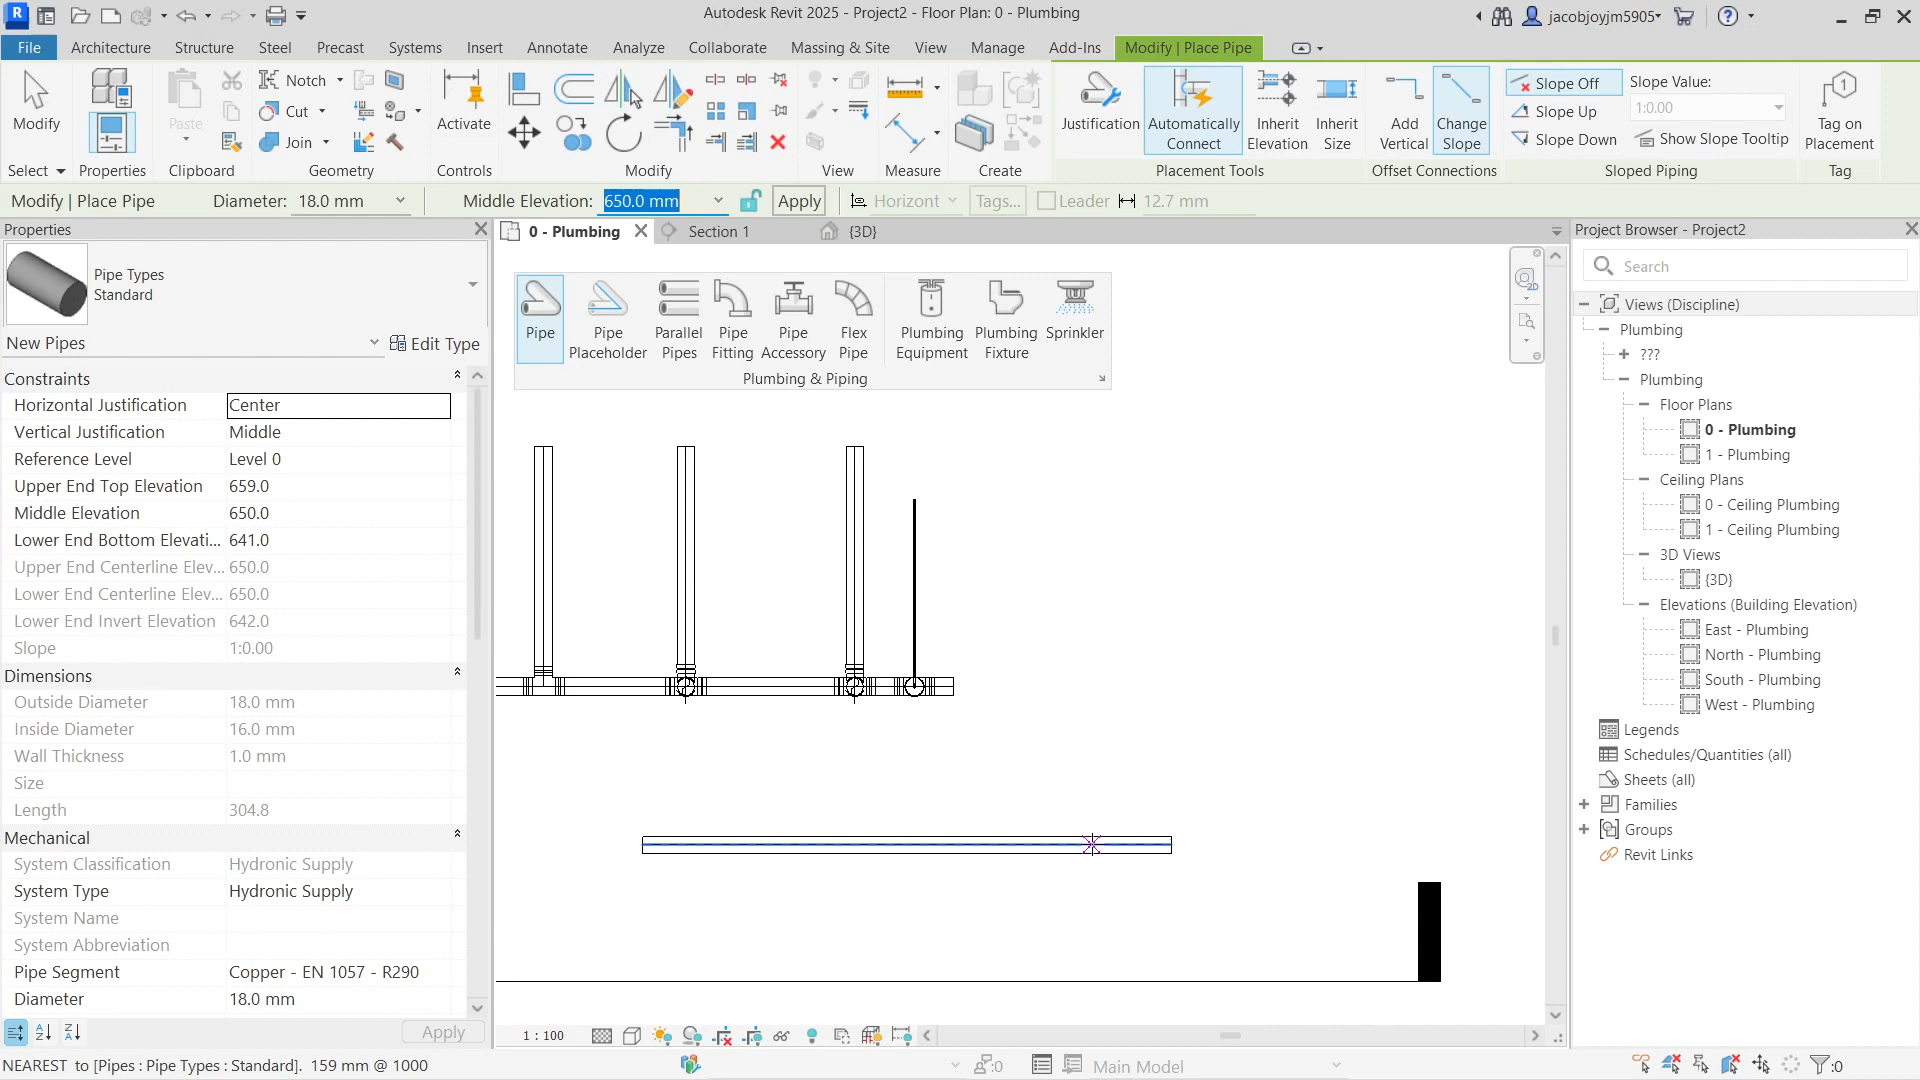 Autodesk Revit 2025 - Project2 - Floor Plan: 0 - Plumbing
jacobjoyjm5905
File
Architecture
Structure
Steel
Precast
Systems
Insert
Annotate
Analyze
Collaborate
Massing & Site
View
Manage
Add-Ins
Modify | Place Pipe
Modify
Select
Properties
Paste
Clipboard
Notch
Cut
Join
Geometry
Activate
Controls
Modify
View
Measure
Create
Justification
Automatically
Connect
Inherit
Elevation
Inherit
Size
Placement Tools
Add
Vertical
Change
Slope
Offset Connections
Slope Off
Slope Up
Slope Down
Slope Value:
1:0.00
Show Slope Tooltip
Sloped Piping
Tag on
Placement
Tag
Modify | Place Pipe
Diameter: 18.0 mm
Middle Elevation: 650.0 mm
Apply
Horizont
Tags...
Leader
12.7 mm
Properties
Pipe Types
Standard
New Pipes
Edit Type
Constraints
Horizontal Justification Center
Vertical Justification Middle
Reference Level Level 0
Upper End Top Elevation 659.0
Middle Elevation 650.0
Lower End Bottom Elevati... 641.0
Upper End Centerline Elev... 650.0
Lower End Centerline Elev... 650.0
Lower End Invert Elevation 642.0
Slope 1:0.00
Dimensions
Outside Diameter 18.0 mm
Inside Diameter 16.0 mm
Wall Thickness 1.0 mm
Size
Length 304.8
Mechanical
System Classification Hydronic Supply
System Type Hydronic Supply
System Name
System Abbreviation
Pipe Segment Copper - EN 1057 - R290
Diameter 18.0 mm
Apply
0 - Plumbing
Section 1
{3D}
Pipe
Pipe
Placeholder
Parallel
Pipes
Pipe
Fitting
Pipe
Accessory
Flex
Pipe
Plumbing
Equipment
Plumbing
Fixture
Sprinkler
Plumbing & Piping
2D
1 : 100
Project Browser - Project2
Search
Views (Discipline)
Plumbing
???
Plumbing
Floor Plans
0 - Plumbing
1 - Plumbing
Ceiling Plans
0 - Ceiling Plumbing
1 - Ceiling Plumbing
3D Views
{3D}
Elevations (Building Elevation)
East - Plumbing
North - Plumbing
South - Plumbing
West - Plumbing
Legends
Schedules/Quantities (all)
Sheets (all)
Families
Groups
Revit Links
NEAREST to [Pipes : Pipe Types : Standard]. 159 mm @ 1000
:0
Main Model
:0